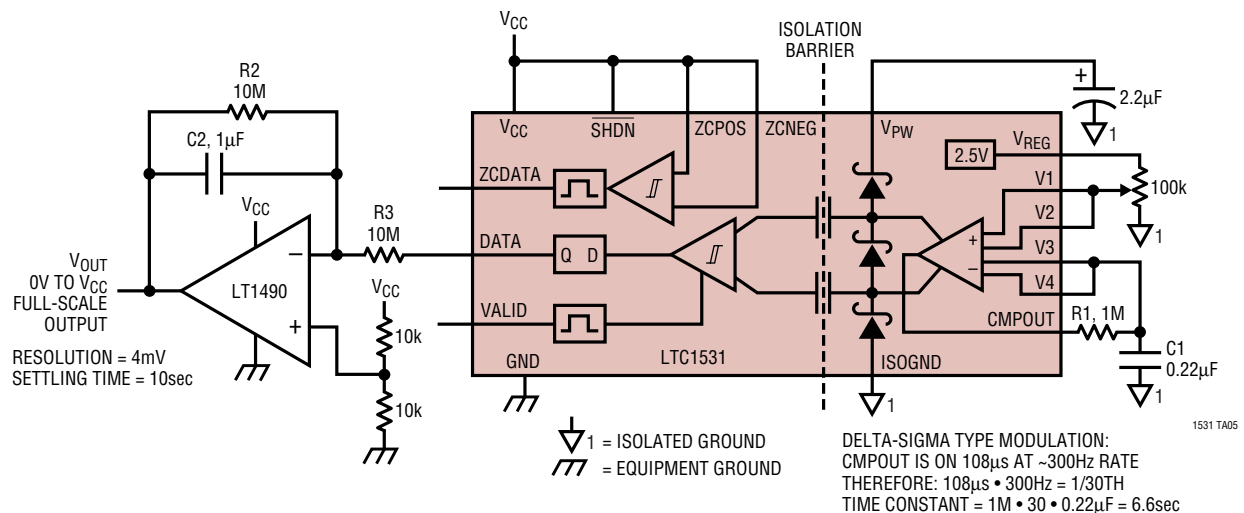 VCC
ISOLATION
BARRIER
R2
10M
C2, 1µF
+
2.2µF
1
VCC
SHDN
ZCPOS
ZCNEG
VPW
VREG
2.5V
V1
100k
V2
1
V3
V4
+
−
ZCDATA
VCC
R3
10M
DATA
Q D
VOUT
0V TO VCC
FULL-SCALE
OUTPUT
−
LT1490
+
VCC
10k
VALID
CMPOUT
R1, 1M
RESOLUTION = 4mV
SETTLING TIME = 10sec
LTC1531
GND
ISOGND
C1
0.22µF
10k
1
1
1 = ISOLATED GROUND
= EQUIPMENT GROUND
1531 TA05
DELTA-SIGMA TYPE MODULATION:
CMPOUT IS ON 108µs AT ~300Hz RATE
THEREFORE: 108µs • 300Hz = 1/30TH
TIME CONSTANT = 1M • 30 • 0.22µF = 6.6sec